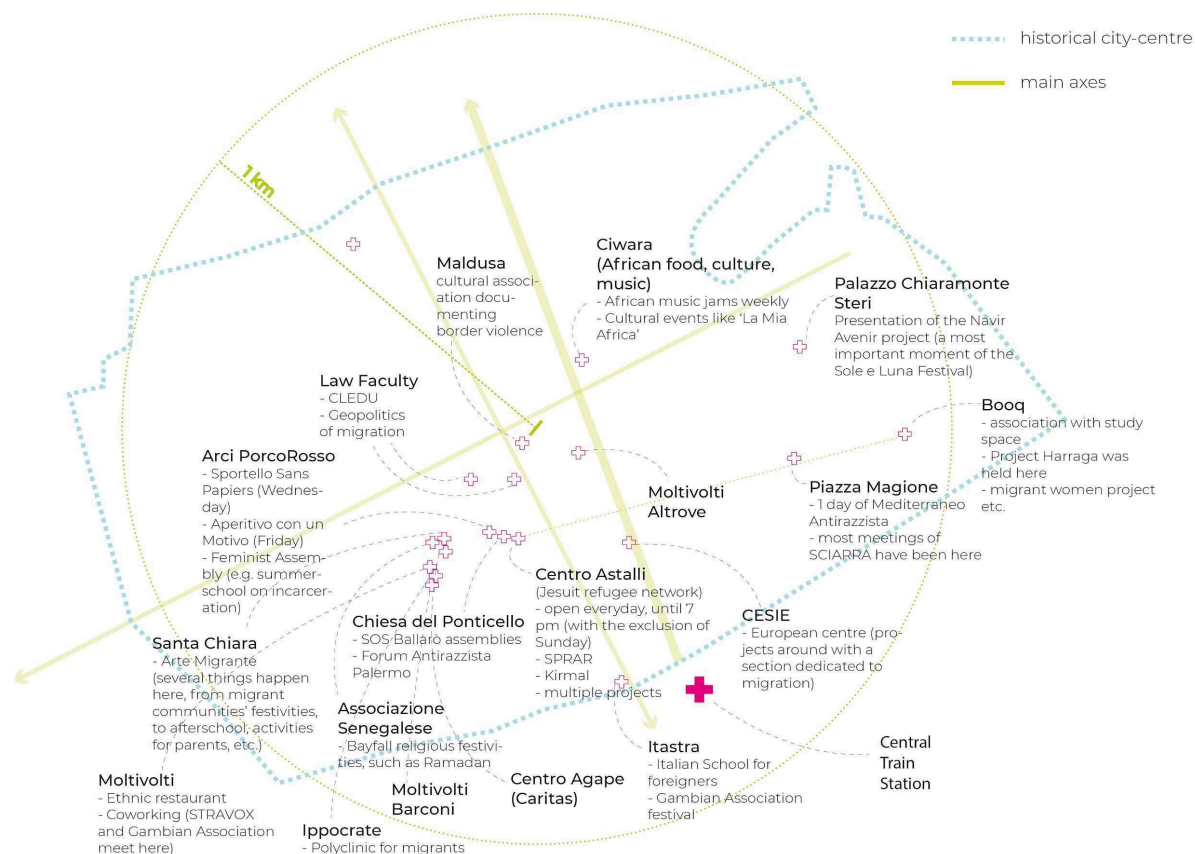 historical city-centre
main axes
1 km
Maldusa
cultural associ-
ation docu-
menting
border violence
Ciwara
(African food, culture,
music)
- African music jams weekly
- Cultural events like ‘La Mia
Africa’
Palazzo Chiaramonte
Steri
Presentation of the Navir
Avenir project (a most
important moment of the
Sole e Luna Festival)
Law Faculty
- CLEDU
- Geopolitics
of migration
Booq
- association with study
space
- Project Harraga was
held here
- migrant women project
etc.
Arci PorcoRosso
- Sportello Sans
Papiers (Wednes-
day)
- Aperitivo con un
Motivo (Friday)
- Feminist Assem-
bly (e.g. summer-
school on incarcer-
ation)
Moltivolti
Altrove
Piazza Magione
- 1 day of Mediterraneo
Antirazzista
- most meetings of
SCIARRA have been here
Centro Astalli
(Jesuit refugee network)
- open everyday, until 7
pm (with the exclusion of
Sunday)
- SPRAR
- Kirmal
- multiple projects
CESIE
- European centre (pro-
jects around with a
section dedicated to
migration)
Chiesa del Ponticello
- SOS Ballarò assemblies
- Forum Antirazzista
Palermo
Santa Chiara
- Arte Migrante
(several things happen
here, from migrant
communities’ festivities,
to afterschool, activities
for parents, etc.)
Associazione
Senegalese
- Bayfall religious festivi-
ties, such as Ramadan
Itastra
- Italian School for
foreigners
- Gambian Association
festival
Central
Train
Station
Moltivolti
- Ethnic restaurant
- Coworking (STRAVOX
and Gambian Association
meet here)
Moltivolti
Barconi
Centro Agape
(Caritas)
Ippocrate
- Polyclinic for migrants